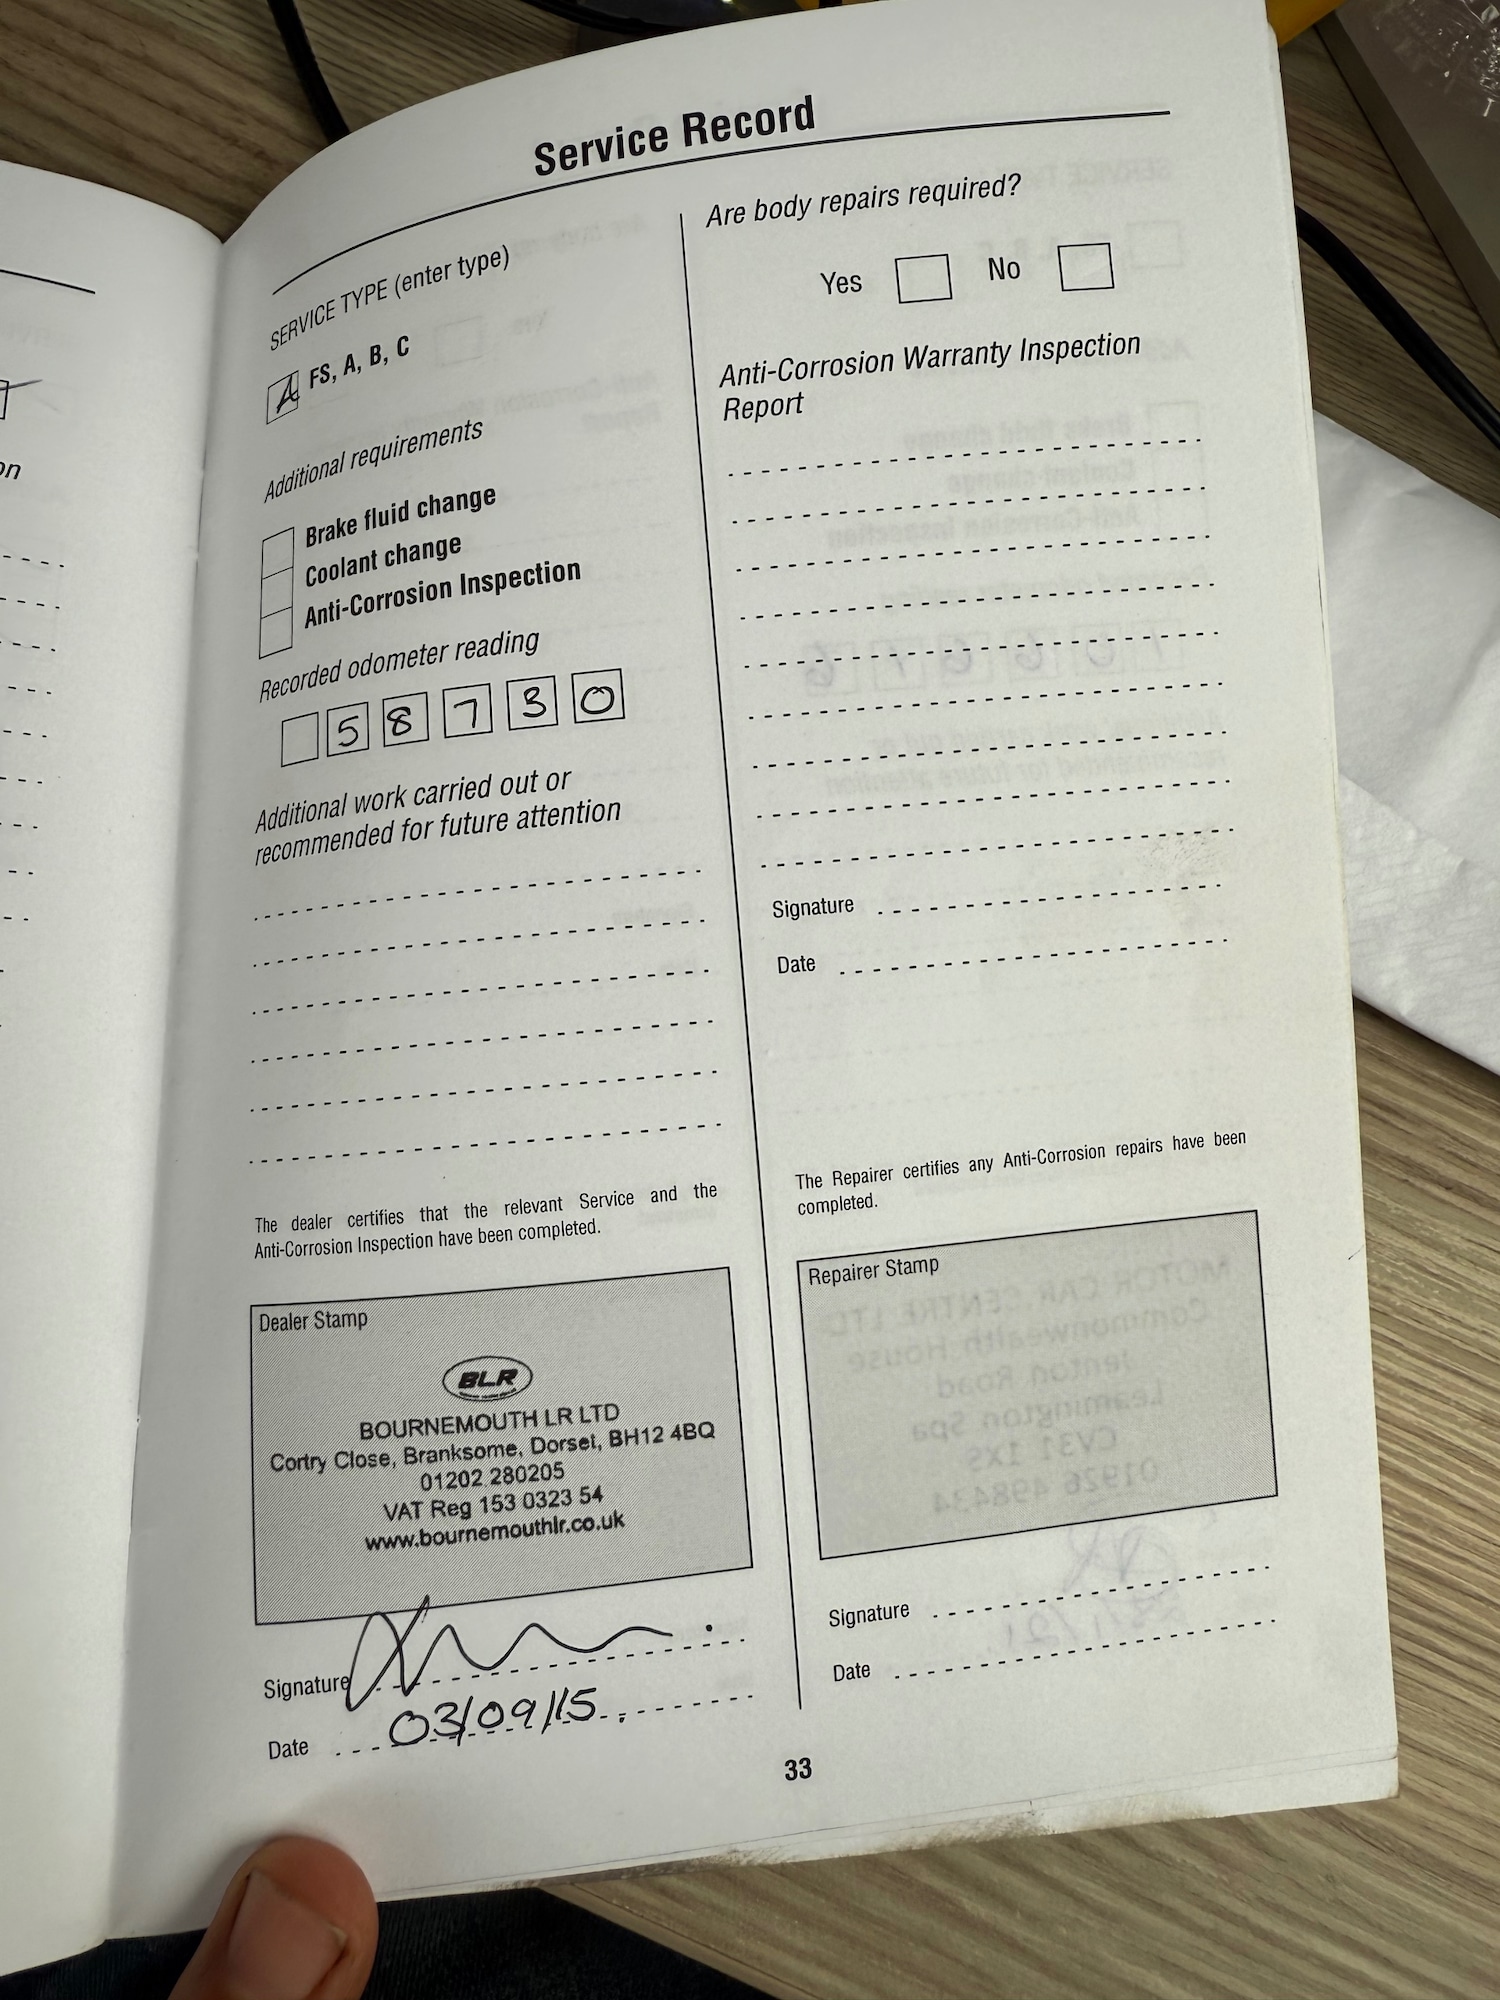 Service Record
SERVICE TYPE (enter type)
A FS, A, B, C
Additional requirements
Brake fluid change
Coolant change
Anti-Corrosion Inspection
Recorded odometer reading
5 8 7 3 0
Additional work carried out or
recommended for future attention
The dealer certifies that the relevant Service and the
Anti-Corrosion Inspection have been completed.
Dealer Stamp
BLR
BOURNEMOUTH LR LTD
Cortry Close, Branksome, Dorset, BH12 4BQ
01202 280205
VAT Reg 153 0323 54
www.bournemouthlr.co.uk
Signature
Date 03/09/15
Are body repairs required?
Yes No
Anti-Corrosion Warranty Inspection
Report
Signature
Date
The Repairer certifies any Anti-Corrosion repairs have been
completed.
Repairer Stamp
Signature
Date
33